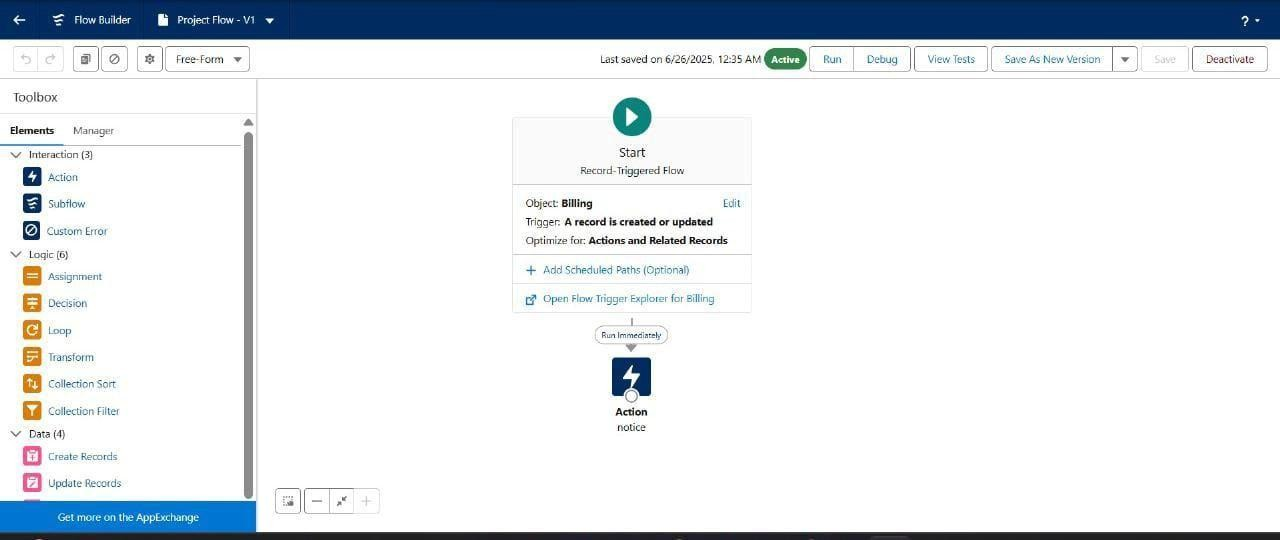 Flow Builder
Project Flow - V1
?
Free-Form
Last saved on 6/26/2025, 12:35 AM
Active
Run
Debug
View Tests
Save As New Version
Save
Deactivate
Toolbox
Elements
Manager
Interaction (3)
Action
Subflow
Custom Error
Logic (6)
Assignment
Decision
Loop
Transform
Collection Sort
Collection Filter
Data (4)
Create Records
Update Records
Get more on the AppExchange
Start
Record-Triggered Flow
Object: Billing
Edit
Trigger: A record is created or updated
Optimize for: Actions and Related Records
Add Scheduled Paths (Optional)
Open Flow Trigger Explorer for Billing
Run Immediately
Action
notice